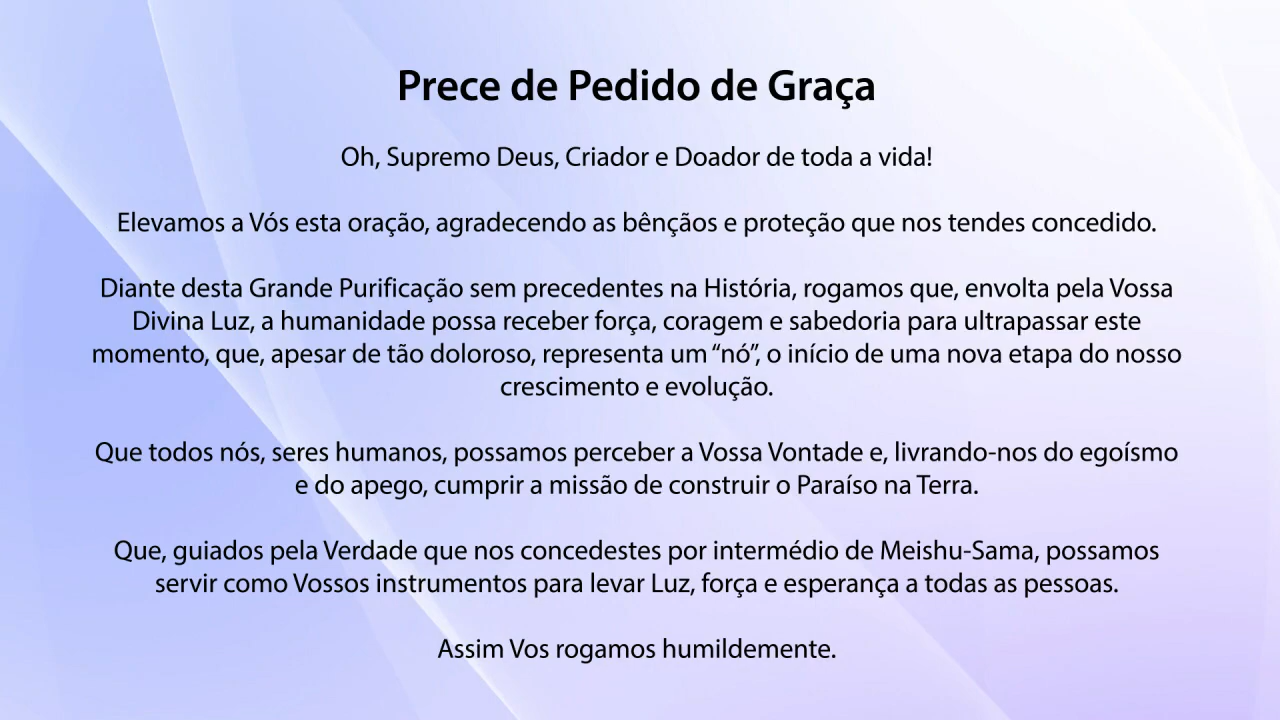 Prece de Pedido de Graça
Oh, Supremo Deus, Criador e Doador de toda a vida!
Elevamos a Vós esta oração, agradecendo as bênçãos e proteção que nos tendes concedido.
Diante desta Grande Purificação sem precedentes na História, rogamos que, envolta pela Vossa
Divina Luz, a humanidade possa receber força, coragem e sabedoria para ultrapassar este
momento, que, apesar de tão doloroso, representa um “nó”, o início de uma nova etapa do nosso
crescimento e evolução.
Que todos nós, seres humanos, possamos perceber a Vossa Vontade e, livrando-nos do egoísmo
e do apego, cumprir a missão de construir o Paraíso na Terra.
Que, guiados pela Verdade que nos concedestes por intermédio de Meishu-Sama, possamos
servir como Vossos instrumentos para levar Luz, força e esperança a todas as pessoas.
Assim Vos rogamos humildemente.